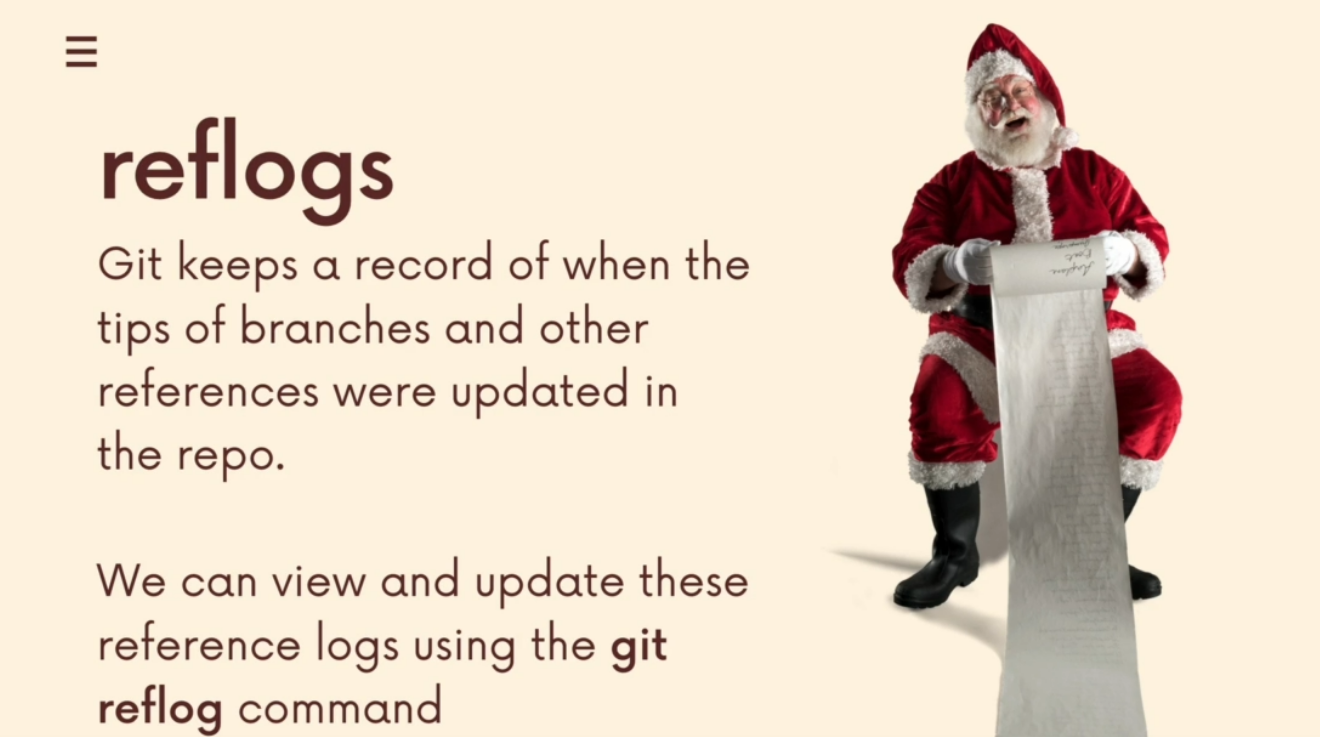 reflogs
Git keeps a record of when the
tips of branches and other
references were updated in
the repo.
We can view and update these
reference logs using the git
reflog command